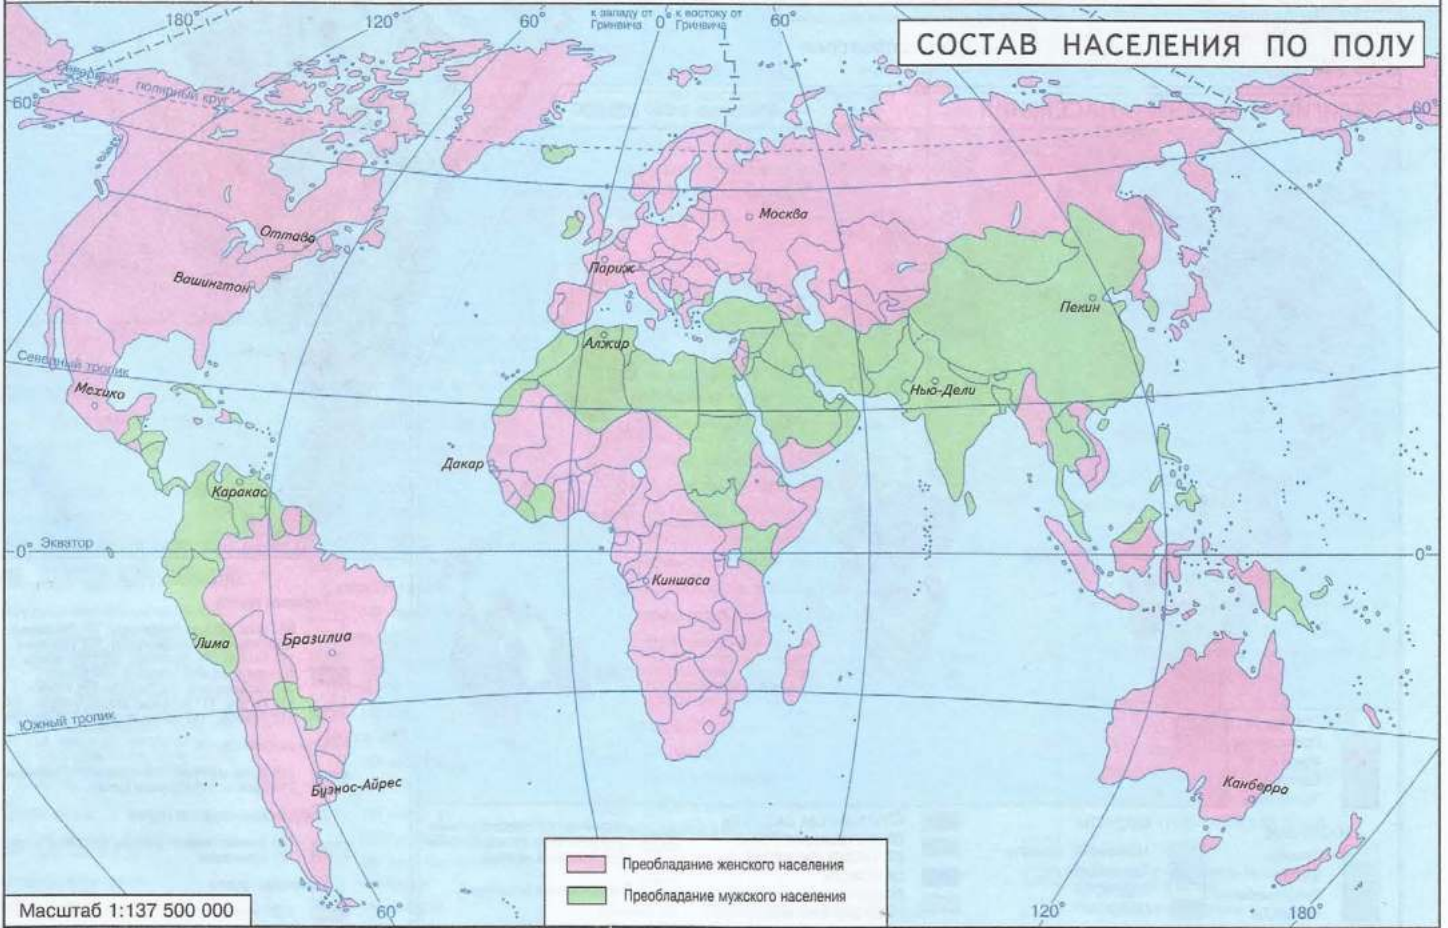 180°
120°
60°
к западу от
Гринвича
0°
к востоку от
Гринвича
60°
СОСТАВ НАСЕЛЕНИЯ ПО ПОЛУ
Северный
полярный круг
60°
60°
Москва
Оттава
Париж
Вашингтон
Пекин
Алжир
Северный тропик
Мехико
Нью-Дели
Дакар
Каракас
0°
Экватор
0°
Киншаса
Лима
Бразилиа
Южный тропик
Буэнос-Айрес
Канберра
Преобладание женского населения
Преобладание мужского населения
Масштаб 1:137 500 000
60°
120°
180°